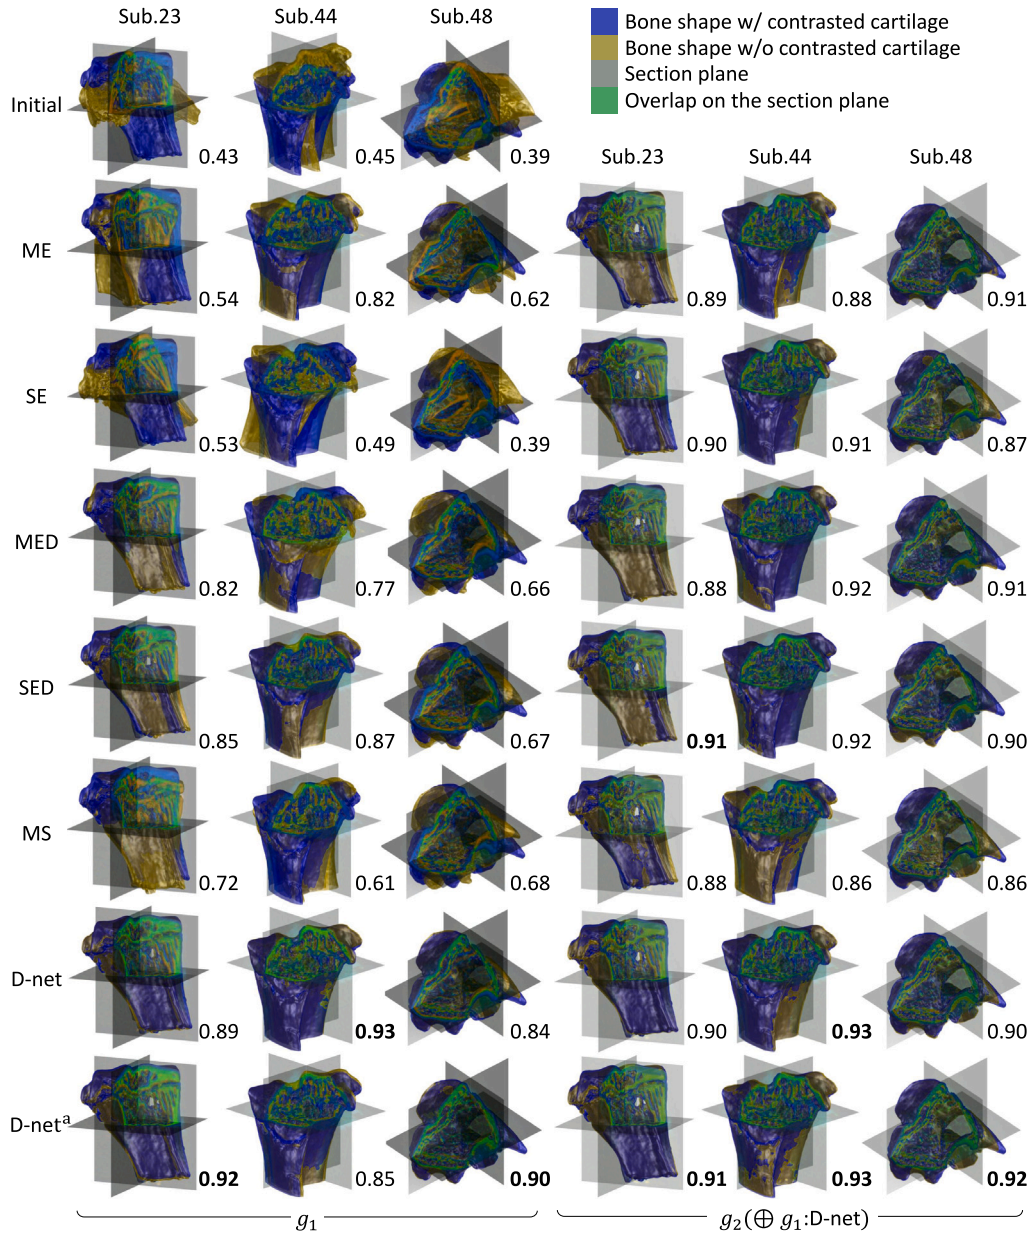 Sub.23 Sub.44 Sub.48
Bone shape w/ contrasted cartilage
Bone shape w/o contrasted cartilage
Section plane
Overlap on the section plane
Initial 0.43 0.45 0.39
Sub.23 Sub.44 Sub.48
ME 0.54 0.82 0.62 0.89 0.88 0.91
SE 0.53 0.49 0.39 0.90 0.91 0.87
MED 0.82 0.77 0.66 0.88 0.92 0.91
SED 0.85 0.87 0.67 0.91 0.92 0.90
MS 0.72 0.61 0.68 0.88 0.86 0.86
D-net 0.89 0.93 0.84 0.90 0.93 0.90
D-netᵃ 0.92 0.85 0.90 0.91 0.93 0.92
g₁ g₂(⊕ g₁:D-net)